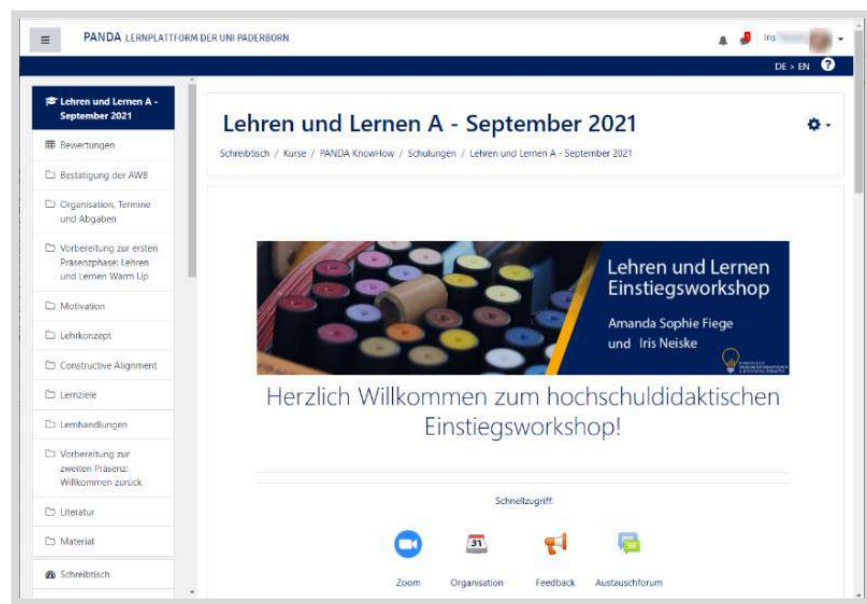 PANDA LERNPLATTFORM DER UNI PADERBORN
Iris
DE > EN
Lehren und Lernen A -
September 2021
Bewertungen
Bestätigung der AWB
Organisation, Termine
und Abgaben
Vorbereitung zur ersten
Präsenzphase: Lehren
und Lernen Warm Up
Motivation
Lehrkonzept
Constructive Alignment
Lernziele
Lernhandlungen
Vorbereitung zur
zweiten Präsenz:
Willkommen zurück
Literatur
Material
Schreibtisch
Lehren und Lernen A - September 2021
Schreibtisch / Kurse / PANDA KnowHow / Schulungen / Lehren und Lernen A - September 2021
Lehren und Lernen
Einstiegsworkshop
Amanda Sophie Fiege
und Iris Neiske
Herzlich Willkommen zum hochschuldidaktischen
Einstiegsworkshop!
Schnellzugriff:
31
Zoom Organisation Feedback Austauschforum